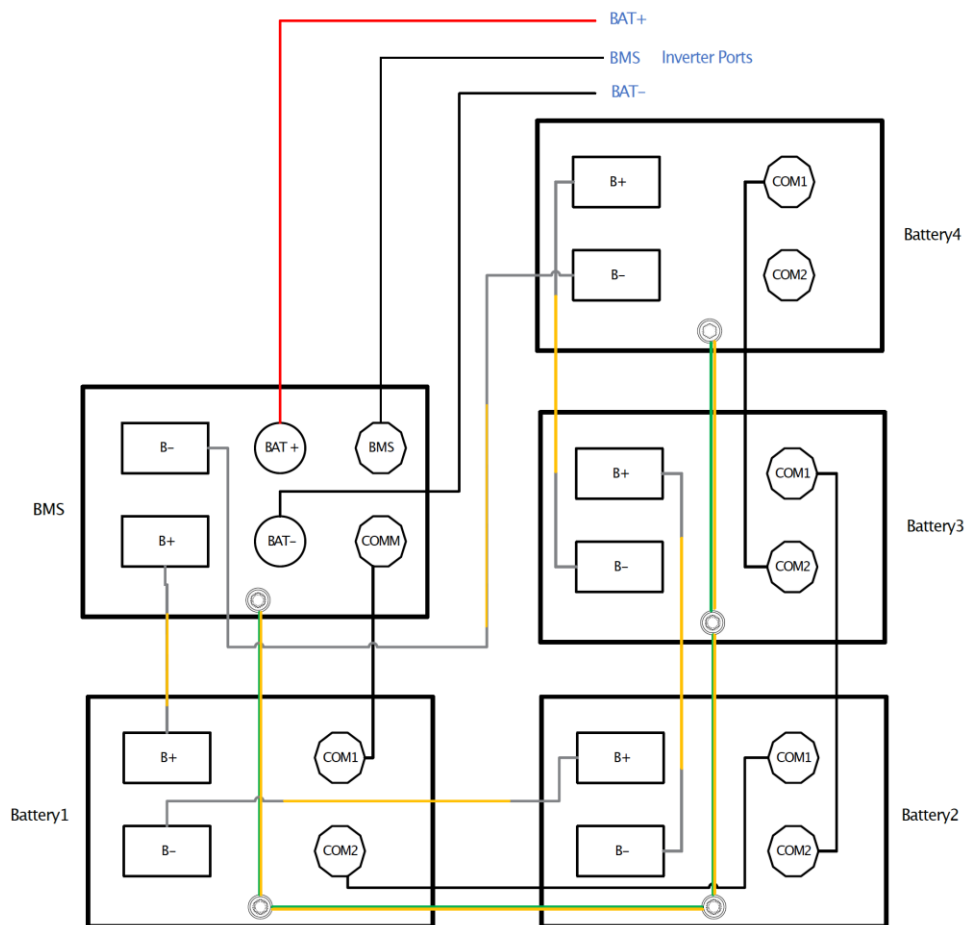 BAT+
BMS Inverter Ports
BAT-
B+
COM1
Battery4
B-
COM2
B-
BAT +
BMS
B+
COM1
BMS
Battery3
B+
BAT-
COMM
B-
COM2
B+
COM1
B+
COM1
Battery1
Battery2
B-
COM2
B-
COM2